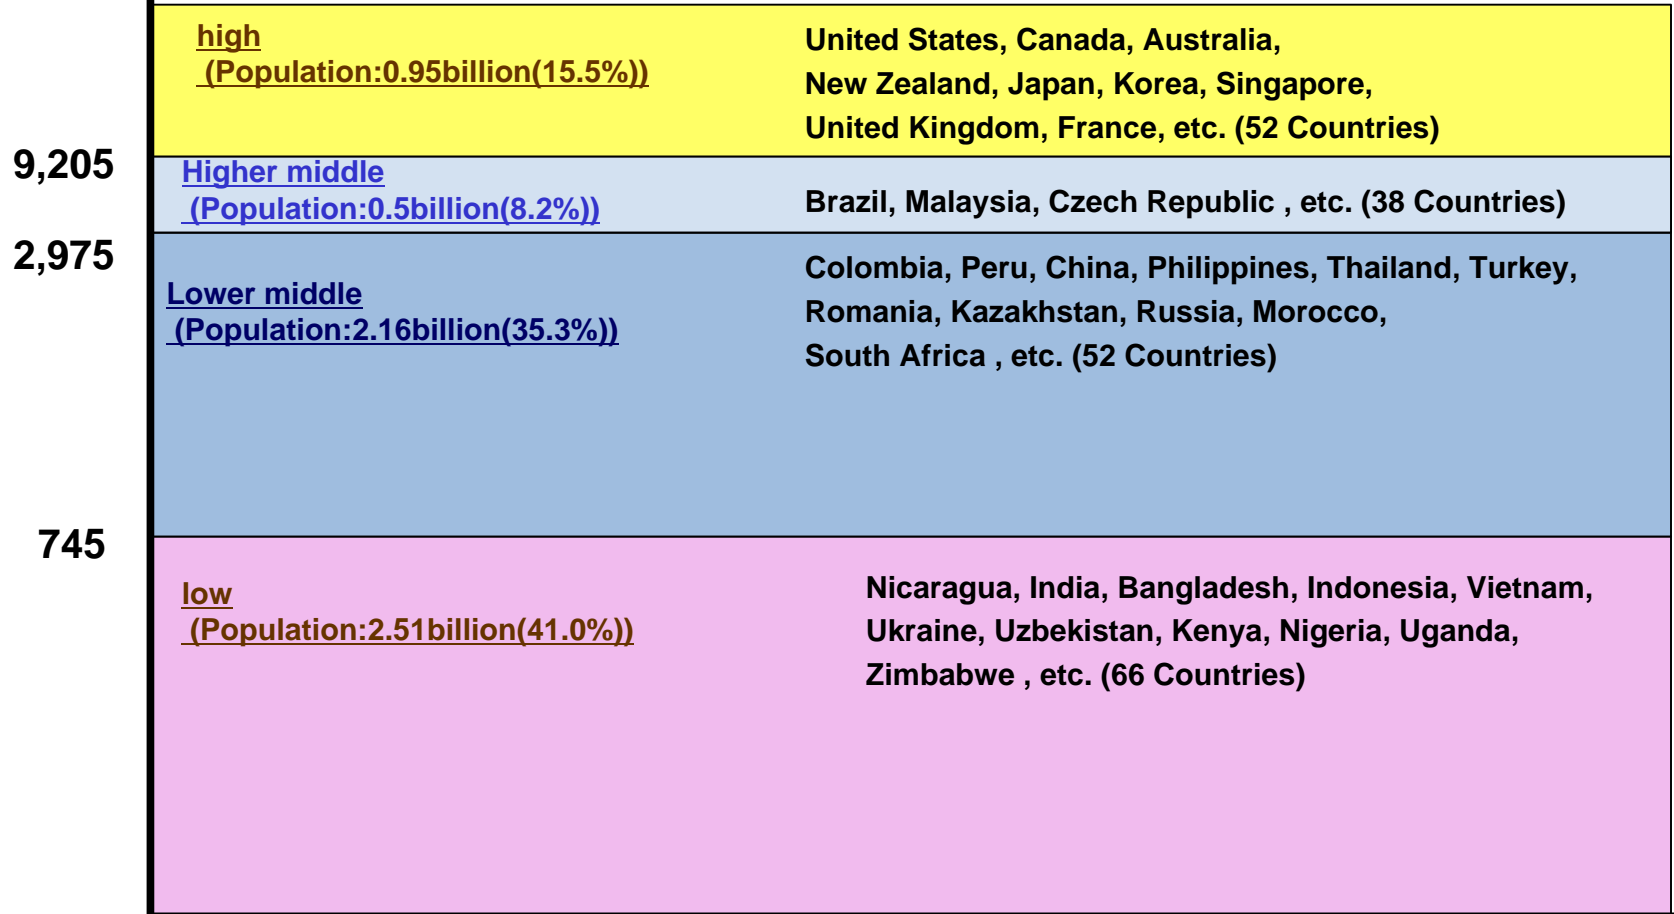 high
(Population:0.95billion(15.5%))
United States, Canada, Australia,
New Zealand, Japan, Korea, Singapore,
United Kingdom, France, etc. (52 Countries)
9,205
Higher middle
(Population:0.5billion(8.2%))
Brazil, Malaysia, Czech Republic , etc. (38 Countries)
2,975
Lower middle
(Population:2.16billion(35.3%))
Colombia, Peru, China, Philippines, Thailand, Turkey,
Romania, Kazakhstan, Russia, Morocco,
South Africa , etc. (52 Countries)
745
low
(Population:2.51billion(41.0%))
Nicaragua, India, Bangladesh, Indonesia, Vietnam,
Ukraine, Uzbekistan, Kenya, Nigeria, Uganda,
Zimbabwe , etc. (66 Countries)